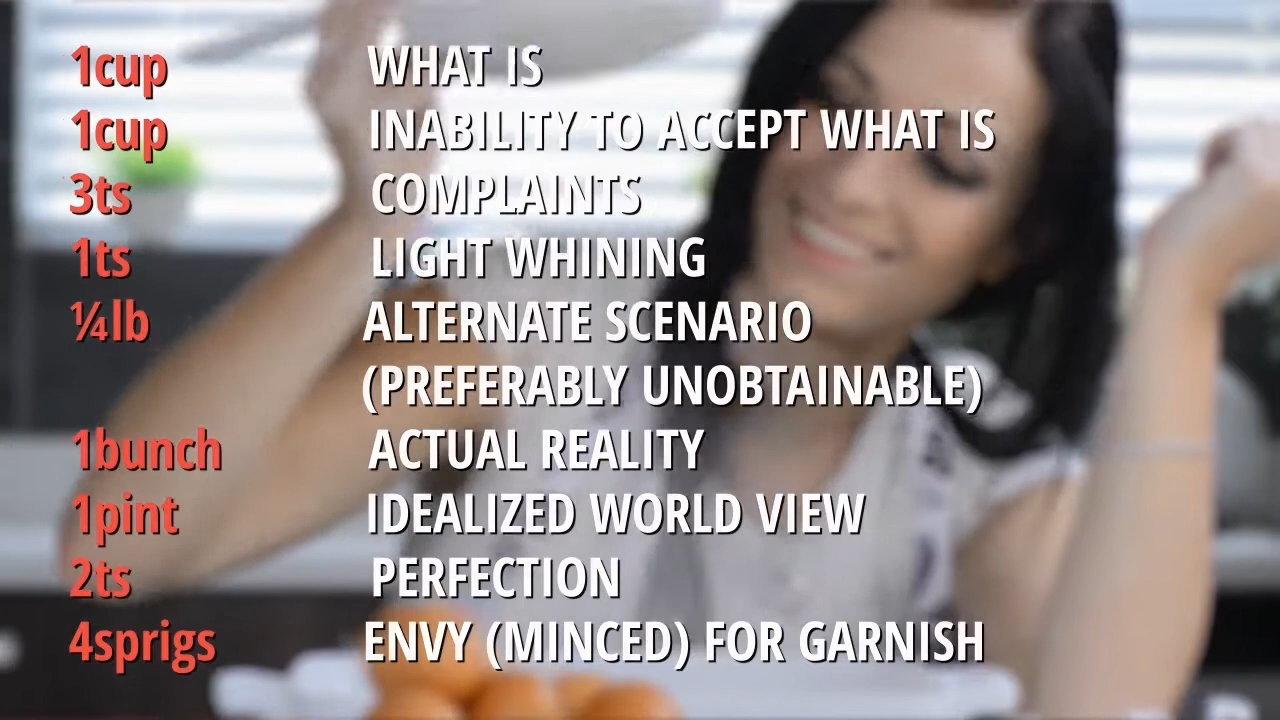 1cup WHAT IS
1cup INABILITY TO ACCEPT WHAT IS
3ts COMPLAINTS
1ts LIGHT WHINING
¼lb ALTERNATE SCENARIO
(PREFERABLY UNOBTAINABLE)
1bunch ACTUAL REALITY
1pint IDEALIZED WORLD VIEW
2ts PERFECTION
4sprigs ENVY (MINCED) FOR GARNISH